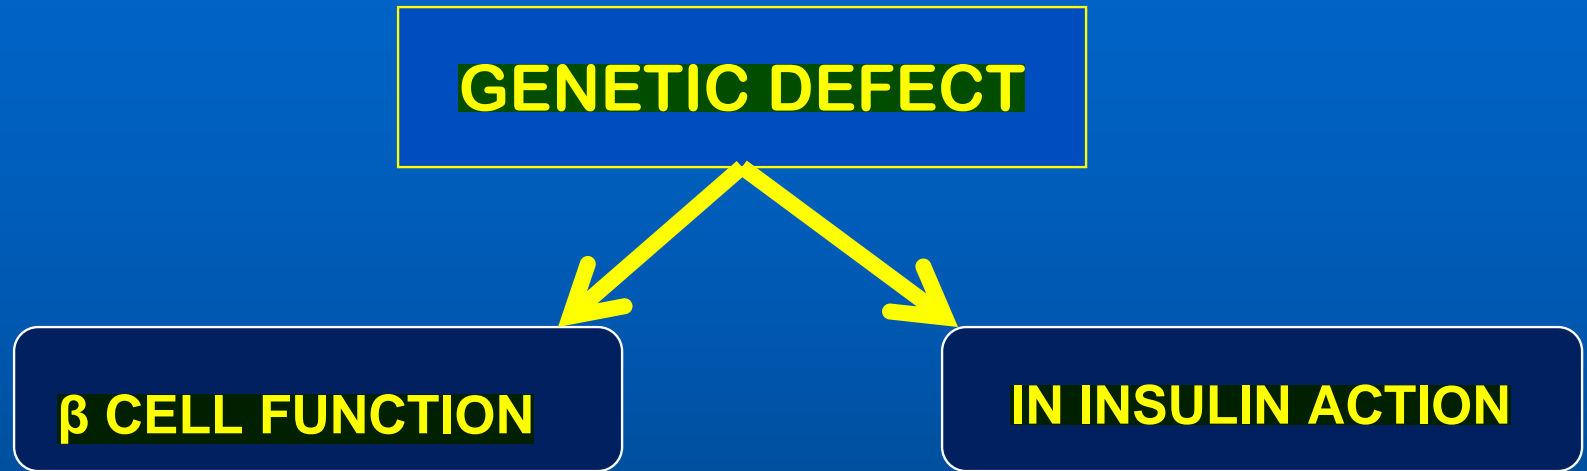 GENETIC DEFECT
β CELL FUNCTION
IN INSULIN ACTION